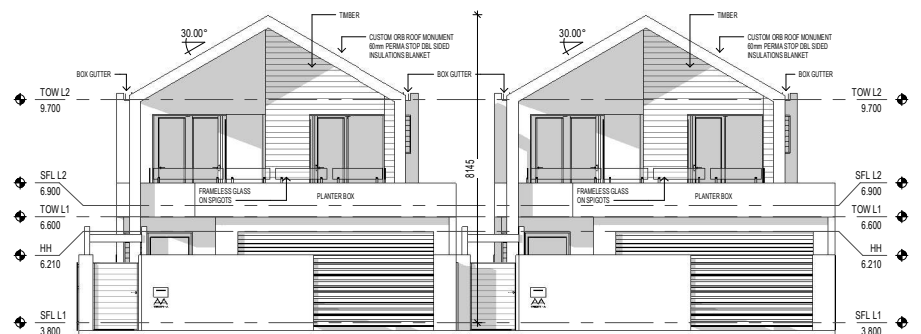 30.00°
TIMBER
CUSTOM ORB ROOF MONUMENT
60mm PERMA STOP DBL SIDED
INSULATIONS BLANKET
BOX GUTTER
BOX GUTTER
30.00°
TIMBER
CUSTOM ORB ROOF MONUMENT
60mm PERMA STOP DBL SIDED
INSULATIONS BLANKET
BOX GUTTER
TOW L2
9.700
TOW L2
9.700
8145
SFL L2
6.900
FRAMELESS GLASS
ON SPIGOTS
PLANTER BOX
FRAMELESS GLASS
ON SPIGOTS
PLANTER BOX
SFL L2
6.900
TOW L1
6.600
TOW L1
6.600
HH
6.210
HH
6.210
SFL L1
3.800
SFL L1
3.800